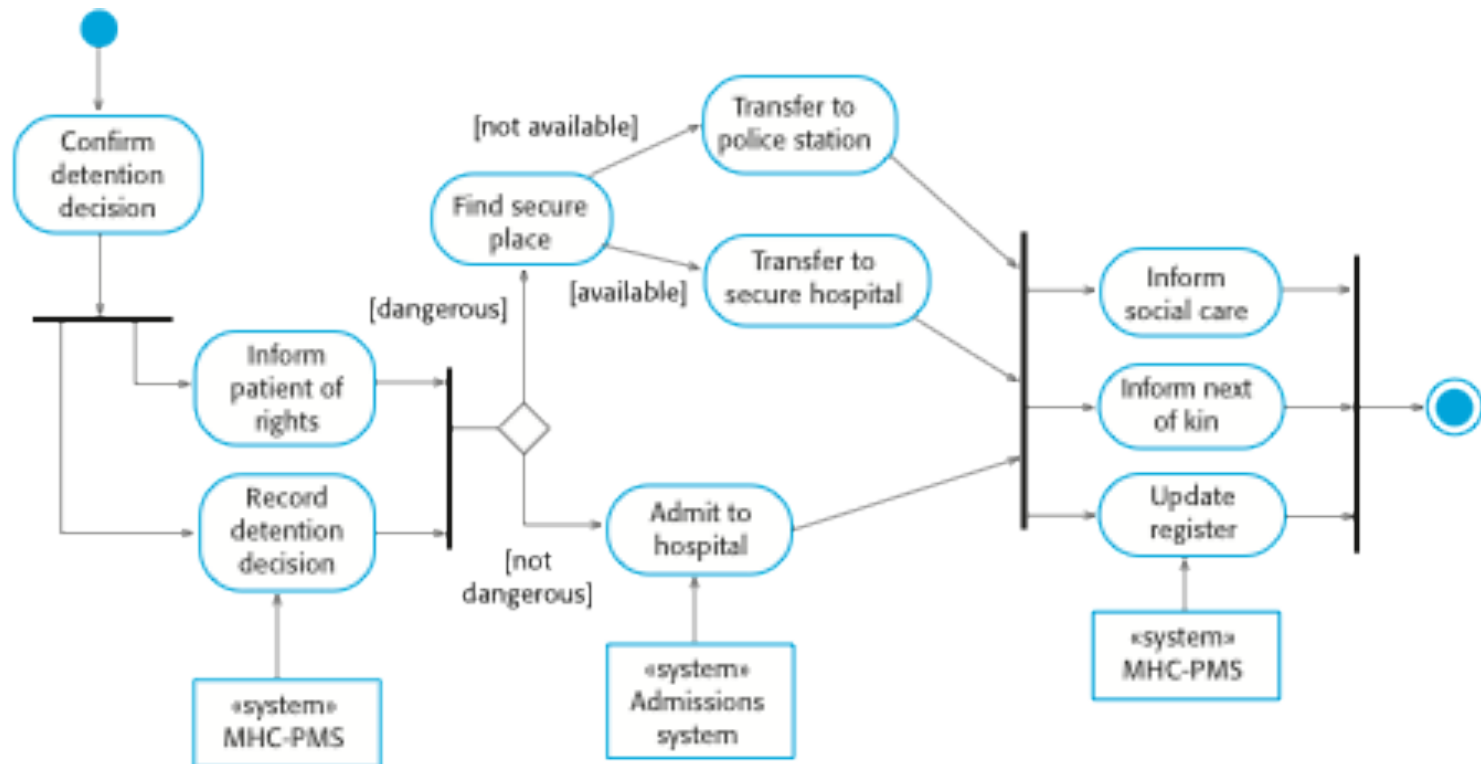 Confirm
detention
decision
Inform
patient of
rights
Record
detention
decision
«system»
MHC-PMS
[dangerous]
[not
dangerous]
Find secure
place
[not available]
[available]
Transfer to
police station
Transfer to
secure hospital
Admit to
hospital
«system»
Admissions
system
Inform
social care
Inform next
of kin
Update
register
«system»
MHC-PMS